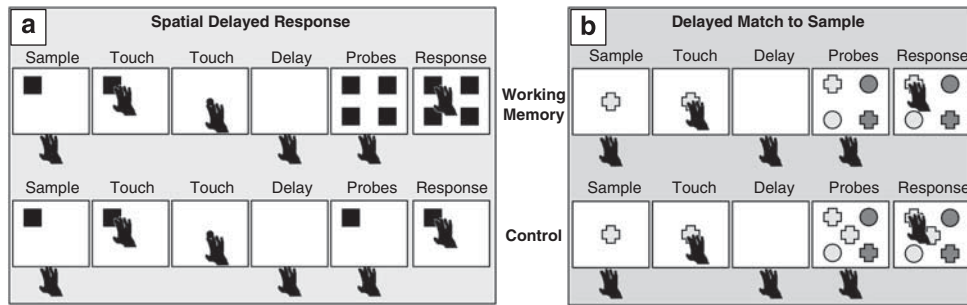 a Spatial Delayed Response
Sample Touch Touch Delay Probes Response
Sample Touch Touch Delay Probes Response
Working
Memory
Control
b Delayed Match to Sample
Sample Touch Delay Probes Response
Sample Touch Delay Probes Response